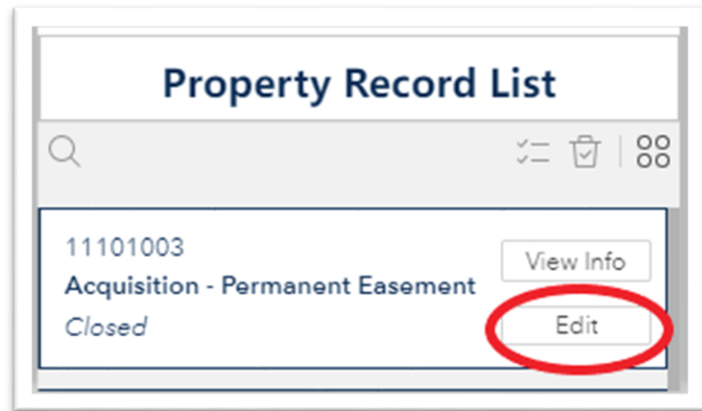 Property Record List
11101003
View Info
Acquisition - Permanent Easement
Closed
Edit